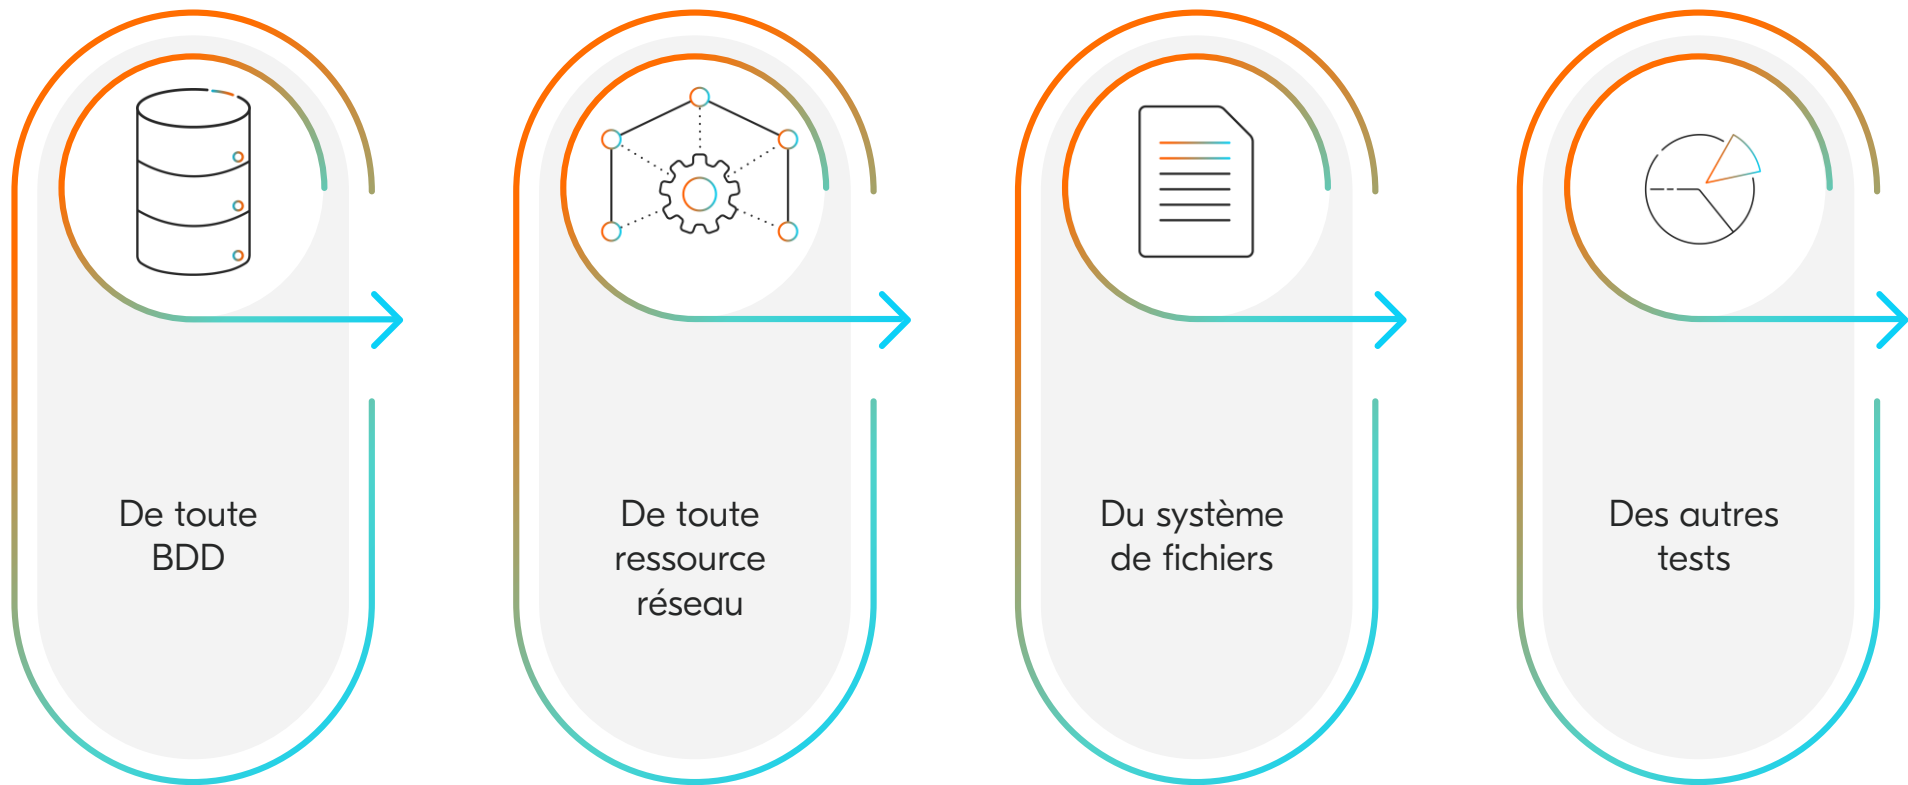 De toute
BDD
De toute
ressource
réseau
Du système
de fichiers
Des autres
tests